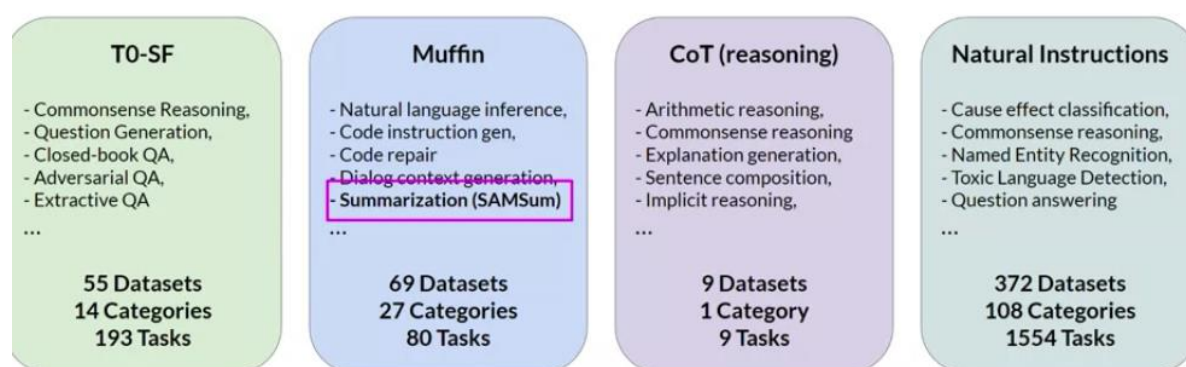 T0-SF
- Commonsense Reasoning,
- Question Generation,
- Closed-book QA,
- Adversarial QA,
- Extractive QA
...
55 Datasets
14 Categories
193 Tasks
Muffin
- Natural language inference,
- Code instruction gen,
- Code repair
- Dialog context generation,
- Summarization (SAMSum)
...
69 Datasets
27 Categories
80 Tasks
CoT (reasoning)
- Arithmetic reasoning,
- Commonsense reasoning
- Explanation generation,
- Sentence composition,
- Implicit reasoning,
...
9 Datasets
1 Category
9 Tasks
Natural Instructions
- Cause effect classification,
- Commonsense reasoning,
- Named Entity Recognition,
- Toxic Language Detection,
- Question answering
...
372 Datasets
108 Categories
1554 Tasks